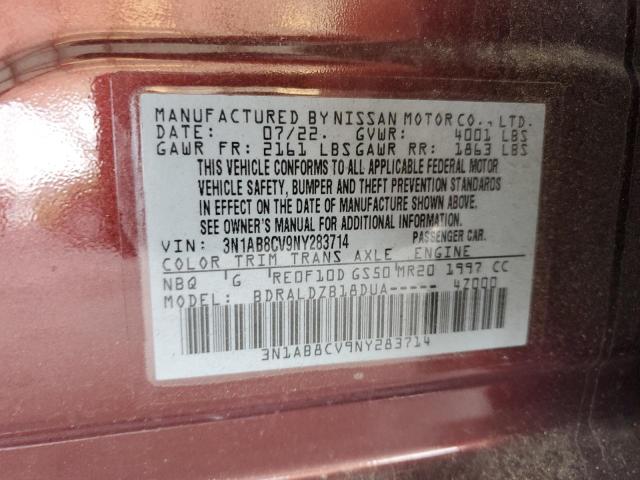 MANUFACTURED BY NISSAN MOTOR CO., LTD.
DATE: 07/22. GVWR: 4001 LBS
GAWR FR: 2161 LBS GAWR RR: 1863 LBS
THIS VEHICLE CONFORMS TO ALL APPLICABLE FEDERAL MOTOR
VEHICLE SAFETY, BUMPER AND THEFT PREVENTION STANDARDS
IN EFFECT ON THE DATE OF MANUFACTURE SHOWN ABOVE.
SEE OWNER'S MANUAL FOR ADDITIONAL INFORMATION.
VIN: 3N1AB8CV9NY283714 PASSENGER CAR.
COLOR TRIM TRANS AXLE ENGINE
NBQ 'G RE0F10D GS50 MR20 1997 CC
MODEL: BDRALDZB18DUA----- 4Z000
3N1AB8CV9NY283714